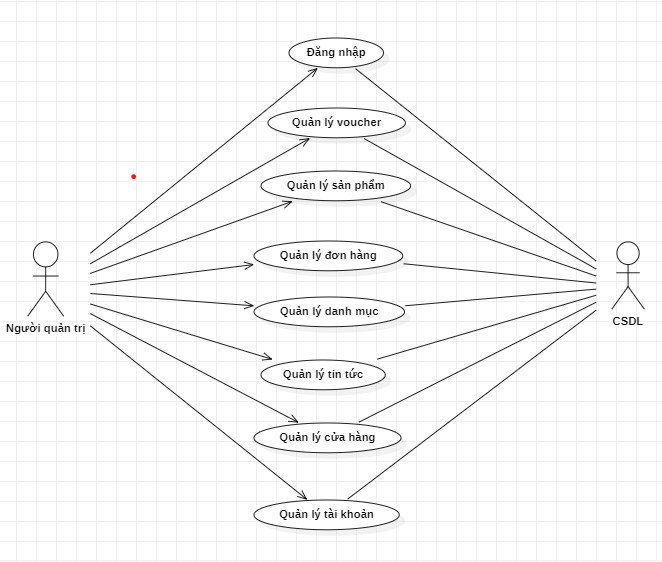 Đăng nhập
Quản lý voucher
Quản lý sản phẩm
Quản lý đơn hàng
Quản lý danh mục
Người quản trị
CSDL
Quản lý tin tức
Quản lý cửa hàng
Quản lý tài khoản